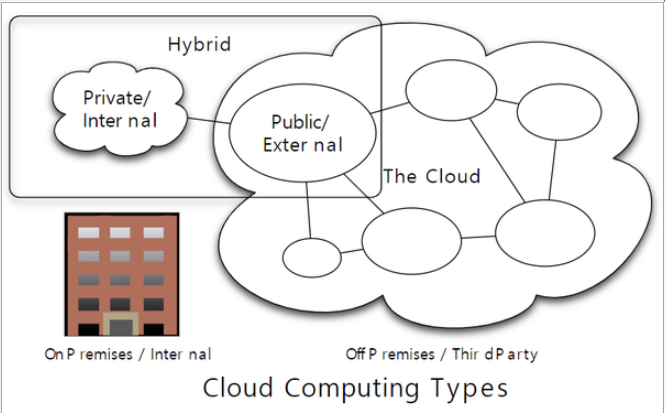 Hybrid
Private/
Inter nal
Public/
Exter nal
The Cloud
On P remises / Inter nal
Off P remises / Thir d Party
Cloud Computing Types